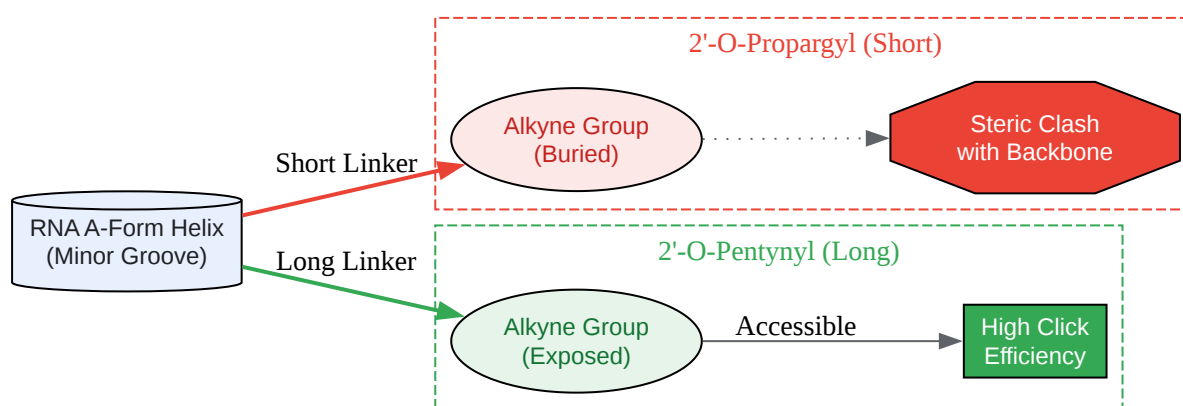 2'-O-Propargyl (Short)
Alkyne Group
(Buried)
Steric Clash
with Backbone
Short Linker
RNA A-Form Helix
(Minor Groove)
Long Linker
2'-O-Pentynyl (Long)
Alkyne Group
(Exposed)
Accessible
High Click
Efficiency